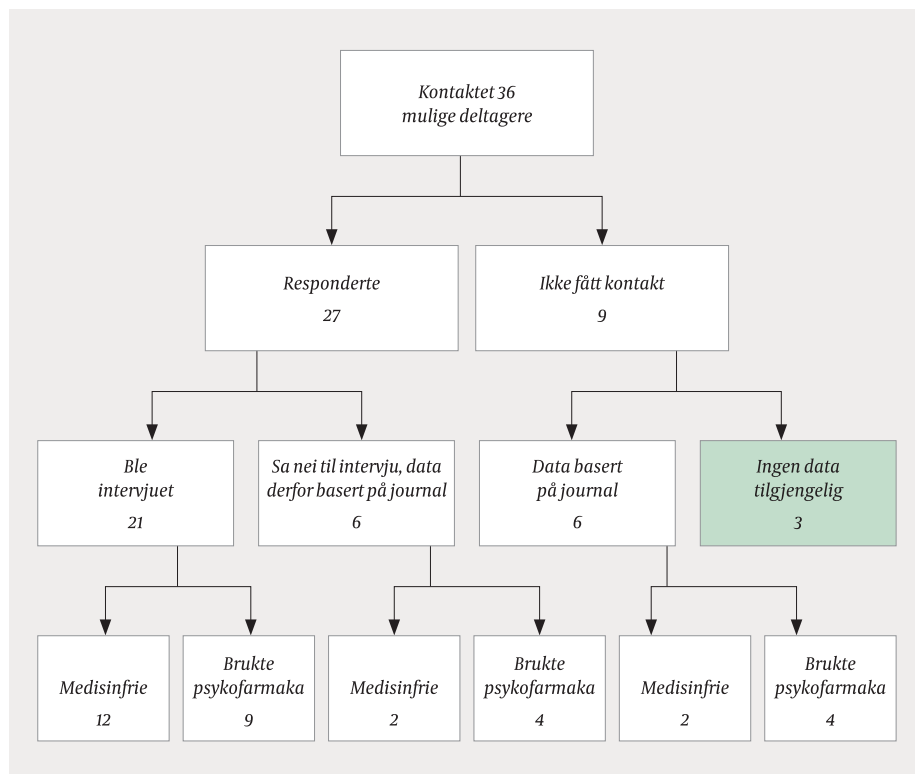 Kontaktet 36
mulige deltagere
Responderte
27
Ikke fått kontakt
9
Ble
intervjuet
21
Sa nei til intervju, data
derfor basert på journal
6
Data basert
på journal
6
Ingen data
tilgjengelig
3
Medisinfrie
12
Brukte
psykofarmaka
9
Medisinfrie
2
Brukte
psykofarmaka
4
Medisinfrie
2
Brukte
psykofarmaka
4